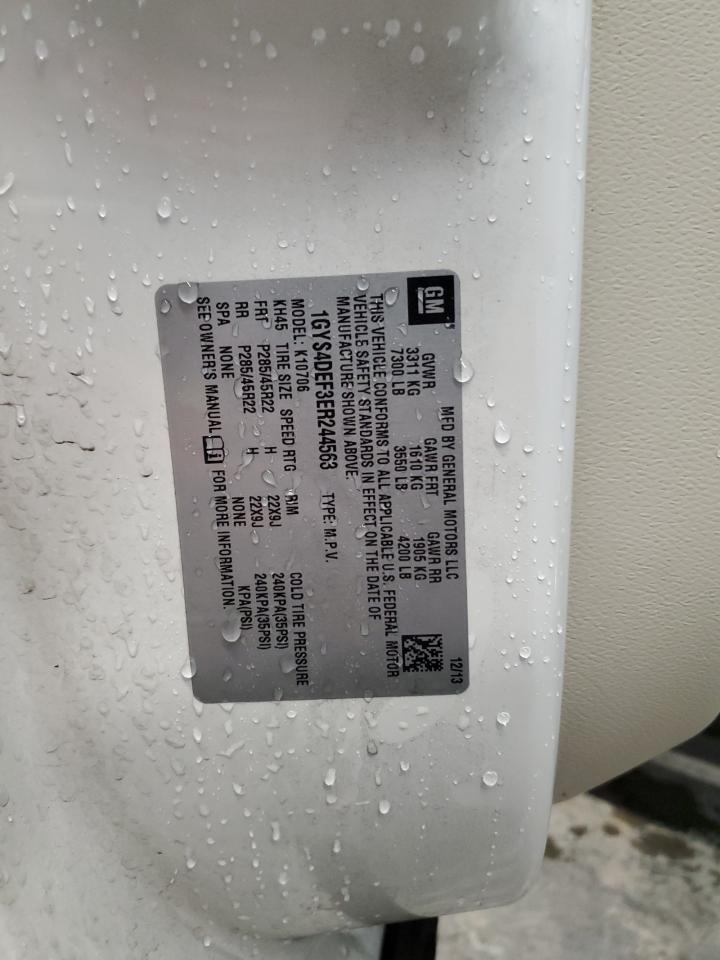 GM
MFD BY GENERAL MOTORS LLC 12/13
GVWR GAWR FRT GAWR RR
3311 KG 1610 KG 1905 KG
7300 LB 3550 LB 4200 LB
THIS VEHICLE CONFORMS TO ALL APPLICABLE U.S. FEDERAL MOTOR
VEHICLE SAFETY STANDARDS IN EFFECT ON THE DATE OF
MANUFACTURE SHOWN ABOVE.
1GYS4DEF3ER244563 TYPE: M.P.V.
MODEL: K10706
KH45 TIRE SIZE SPEED RTG RIM COLD TIRE PRESSURE
FRT P285/45R22 H 22X9J 240KPA(35PSI)
RR P285/45R22 H 22X9J 240KPA(35PSI)
SPA NONE NONE KPA(PSI)
SEE OWNER'S MANUAL FOR MORE INFORMATION.